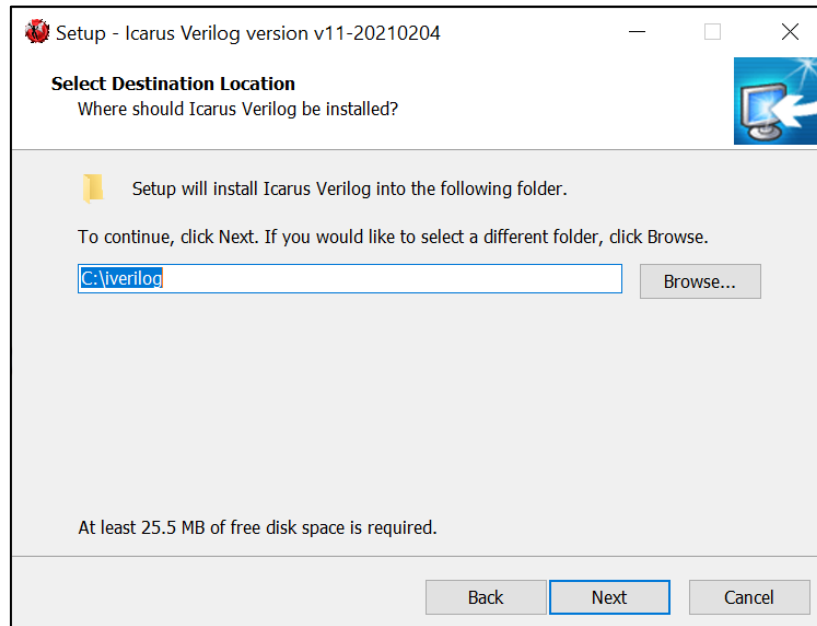 Setup - Icarus Verilog version v11-20210204
Select Destination Location
Where should Icarus Verilog be installed?
Setup will install Icarus Verilog into the following folder.
To continue, click Next. If you would like to select a different folder, click Browse.
C:\iverilog
Browse...
At least 25.5 MB of free disk space is required.
Back
Next
Cancel